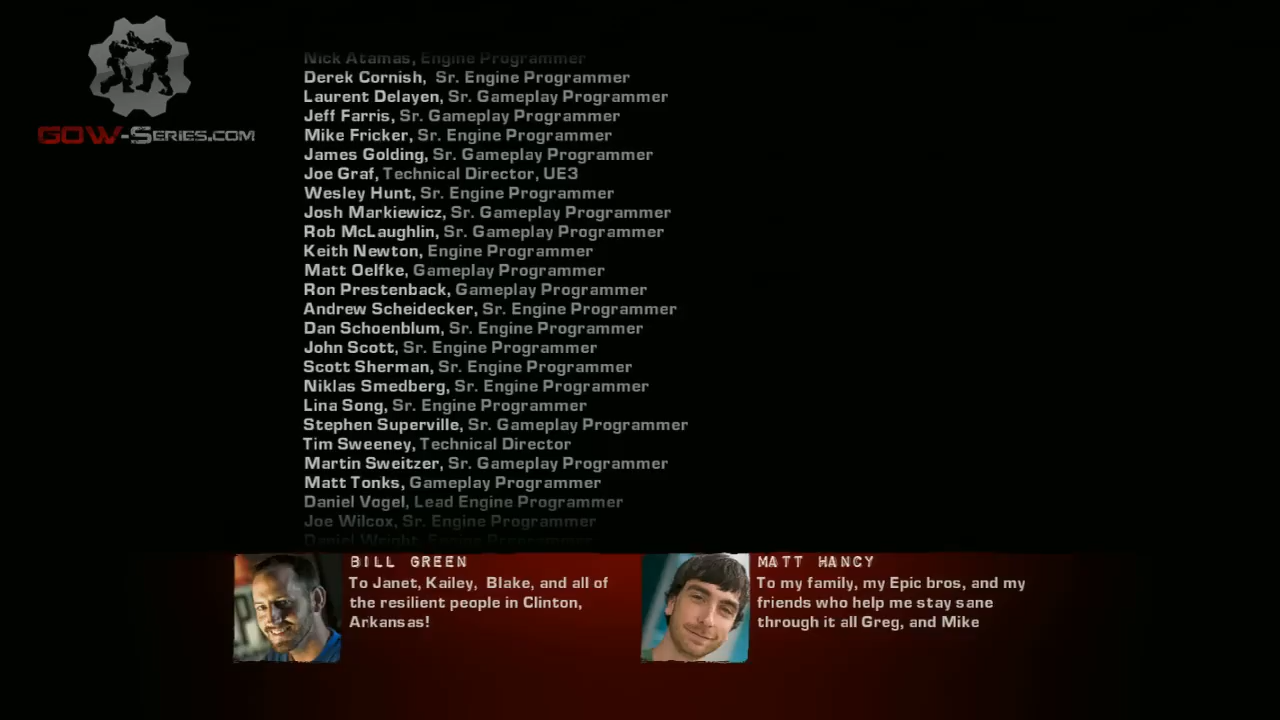 GOW-SERIES.COM
Nick Atamas, Engine Programmer
Derek Cornish, Sr. Engine Programmer
Laurent Delayen, Sr. Gameplay Programmer
Jeff Farris, Sr. Gameplay Programmer
Mike Fricker, Sr. Engine Programmer
James Golding, Sr. Gameplay Programmer
Joe Graf, Technical Director, UE3
Wesley Hunt, Sr. Engine Programmer
Josh Markiewicz, Sr. Gameplay Programmer
Rob McLaughlin, Sr. Gameplay Programmer
Keith Newton, Engine Programmer
Matt Oelfke, Gameplay Programmer
Ron Prestenback, Gameplay Programmer
Andrew Scheidecker, Sr. Engine Programmer
Dan Schoenblum, Sr. Engine Programmer
John Scott, Sr. Engine Programmer
Scott Sherman, Sr. Engine Programmer
Niklas Smedberg, Sr. Engine Programmer
Lina Song, Sr. Engine Programmer
Stephen Superville, Sr. Gameplay Programmer
Tim Sweeney, Technical Director
Martin Sweitzer, Sr. Gameplay Programmer
Matt Tonks, Gameplay Programmer
Daniel Vogel, Lead Engine Programmer
Joe Wilcox, Sr. Engine Programmer
Daniel Wright, Engine Programmer
BILL GREEN
To Janet, Kailey, Blake, and all of
the resilient people in Clinton,
Arkansas!
MATT HANCY
To my family, my Epic bros, and my
friends who help me stay sane
through it all Greg, and Mike